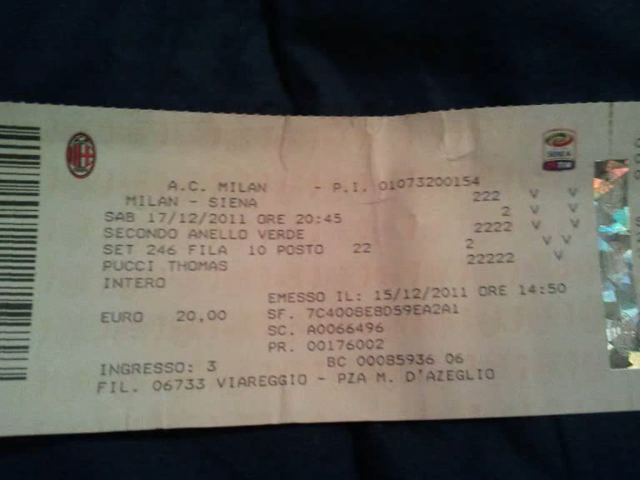 A.C. MILAN - P.I. 01073200154
MILAN - SIENA 222 V V
SAB 17/12/2011 ORE 20:45 2 V V
SECONDO ANELLO VERDE 2222 V V
SET 246 FILA 10 POSTO 22 2 V V
PUCCI THOMAS 22222 V
INTERO
EMESSO IL: 15/12/2011 ORE 14:50
EURO 20,00 SF. 7C4008E8D59EA2A1
SC. A0066496
PR. 00176002
INGRESSO: 3 BC 00085936 06
FIL. 06733 VIAREGGIO - PZA M. D'AZEGLIO